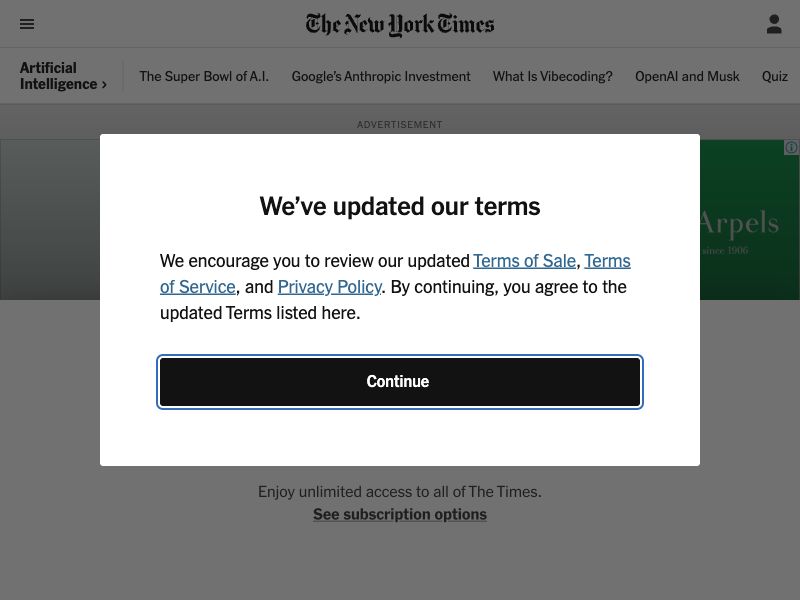 The New York Times
Artificial
Intelligence ›
The Super Bowl of A.I.
Google's Anthropic Investment
What Is Vibecoding?
OpenAI and Musk
Quiz
ADVERTISEMENT
Arpels
since 1906
We've updated our terms
We encourage you to review our updated Terms of Sale, Terms
of Service, and Privacy Policy. By continuing, you agree to the
updated Terms listed here.
Continue
Enjoy unlimited access to all of The Times.
See subscription options